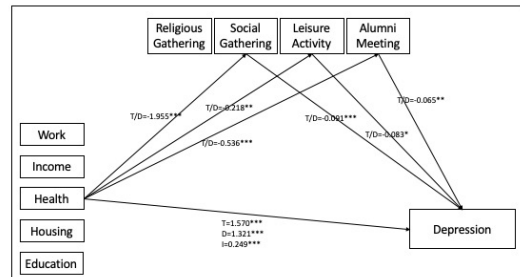 Religious
Gathering
Social
Gathering
Leisure
Activity
Alumni
Meeting
T/D=-1.955***
T/D=-0.218**
T/D=-0.536***
T/D=-0.091***
T/D=-0.065**
T/D=-0.083*
Work
Income
Health
Housing
Education
T=1.570***
D=1.321***
I=0.249***
Depression